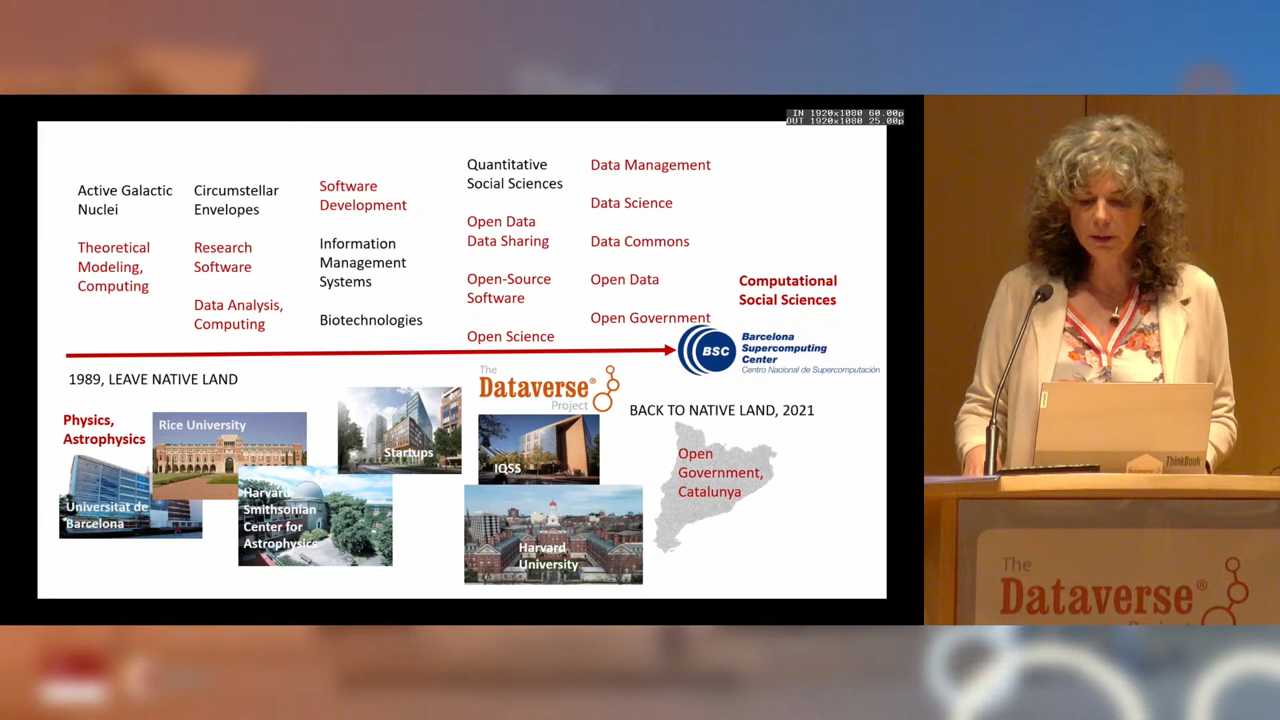 IN 1920x1080 60.00p
OUT 1920x1080 25.00p
Active Galactic
Nuclei
Theoretical
Modeling,
Computing
Circumstellar
Envelopes
Research
Software
Data Analysis,
Computing
Software
Development
Information
Management
Systems
Biotechnologies
Quantitative
Social Sciences
Open Data
Data Sharing
Open-Source
Software
Open Science
Data Management
Data Science
Data Commons
Open Data
Open Government
Computational
Social Sciences
BSC
Barcelona
Supercomputing
Center
Centro Nacional de Supercomputación
1989, LEAVE NATIVE LAND
The
Dataverse®
Project
BACK TO NATIVE LAND, 2021
Physics,
Astrophysics
Universitat de
Barcelona
Rice University
Harvard
Smithsonian
Center for
Astrophysics
Startups
IQSS
Harvard
University
Open
Government,
Catalunya
ThinkBook
The
Dataverse®
Project